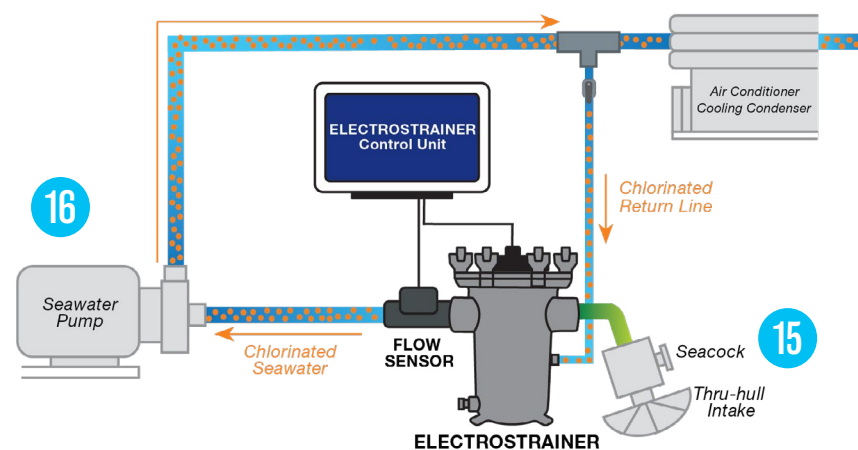 Air Conditioner
Cooling Condenser
ELECTROSTRAINER
Control Unit
16
Chlorinated
Return Line
Seawater
Pump
Chlorinated
Seawater
FLOW
SENSOR
Seacock
15
Thru-hull
Intake
ELECTROSTRAINER